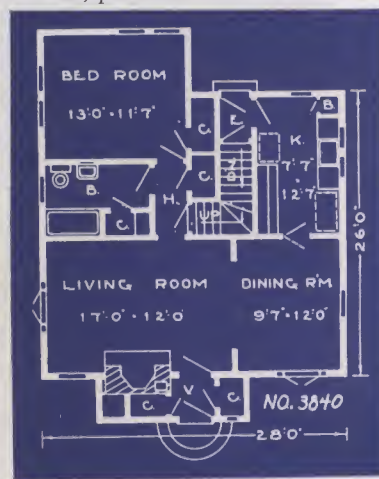 BED ROOM
13'0"·11'7"
C.
E.
B.
K.
7'7"
·
12'7"
DN
B.
C.
H.
C.
UP
26'0"
LIVING ROOM
17'0"·12'0"
DINING R'M
9'7"·12'0"
C.
V.
C.
NO. 3840
28'0"